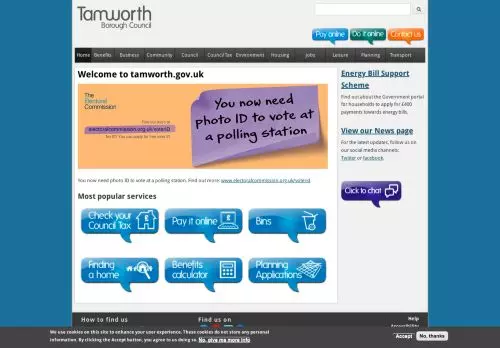 Tamworth
Borough Council
Pay online
Do it online
Contact us
Home Benefits Business Community Council Council Tax Environment Housing Jobs Leisure Planning Transport
Welcome to tamworth.gov.uk
The
Electoral
Commission
Find out more at
electoralcommission.org.uk/voterID
No ID? You can apply for free voter ID
You now need
photo ID to vote at
a polling station
You now need photo ID to vote at a polling station. Find out more: www.electoralcommission.org.uk/voterid.
Most popular services
Check your
Council Tax
Pay it online
Bins
Finding
a home
Benefits
calculator
Planning
Applications
Energy Bill Support
Scheme
Find out about the Government portal
for households to apply for £400
payments towards energy bills.
View our News page
For the latest updates, follow us on
our social media channels:
Twitter or facebook.
Click to chat
How to find us
Find us on
Help
Accessibility
We use cookies on this site to enhance your user experience. These cookies do not store any personal
information. By clicking the Accept button, you agree to us doing so. No, give me more info
Accept
No, thanks